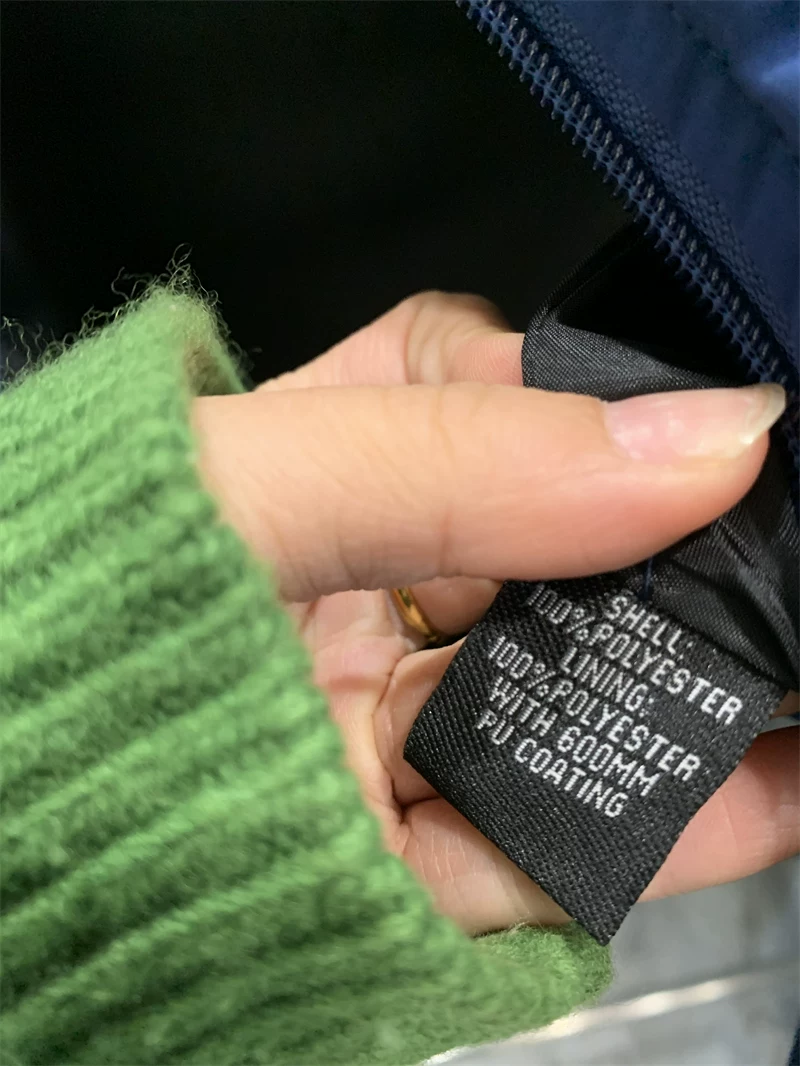 SHELL:
100%POLYESTER
LINING:
100%POLYESTER
WITH 600MM
PU COATING